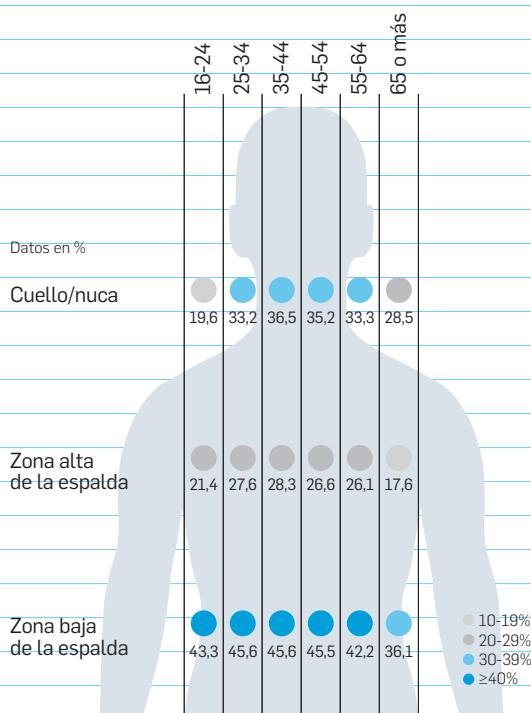 16-24 25-34 35-44 45-54 55-64 65 o más
Datos en %
Cuello/nuca
19,6 33,2 36,5 35,2 33,3 28,5
Zona alta
de la espalda
21,4 27,6 28,3 26,6 26,1 17,6
Zona baja
de la espalda
43,3 45,6 45,6 45,5 42,2 36,1
10-19%
20-29%
30-39%
≥40%